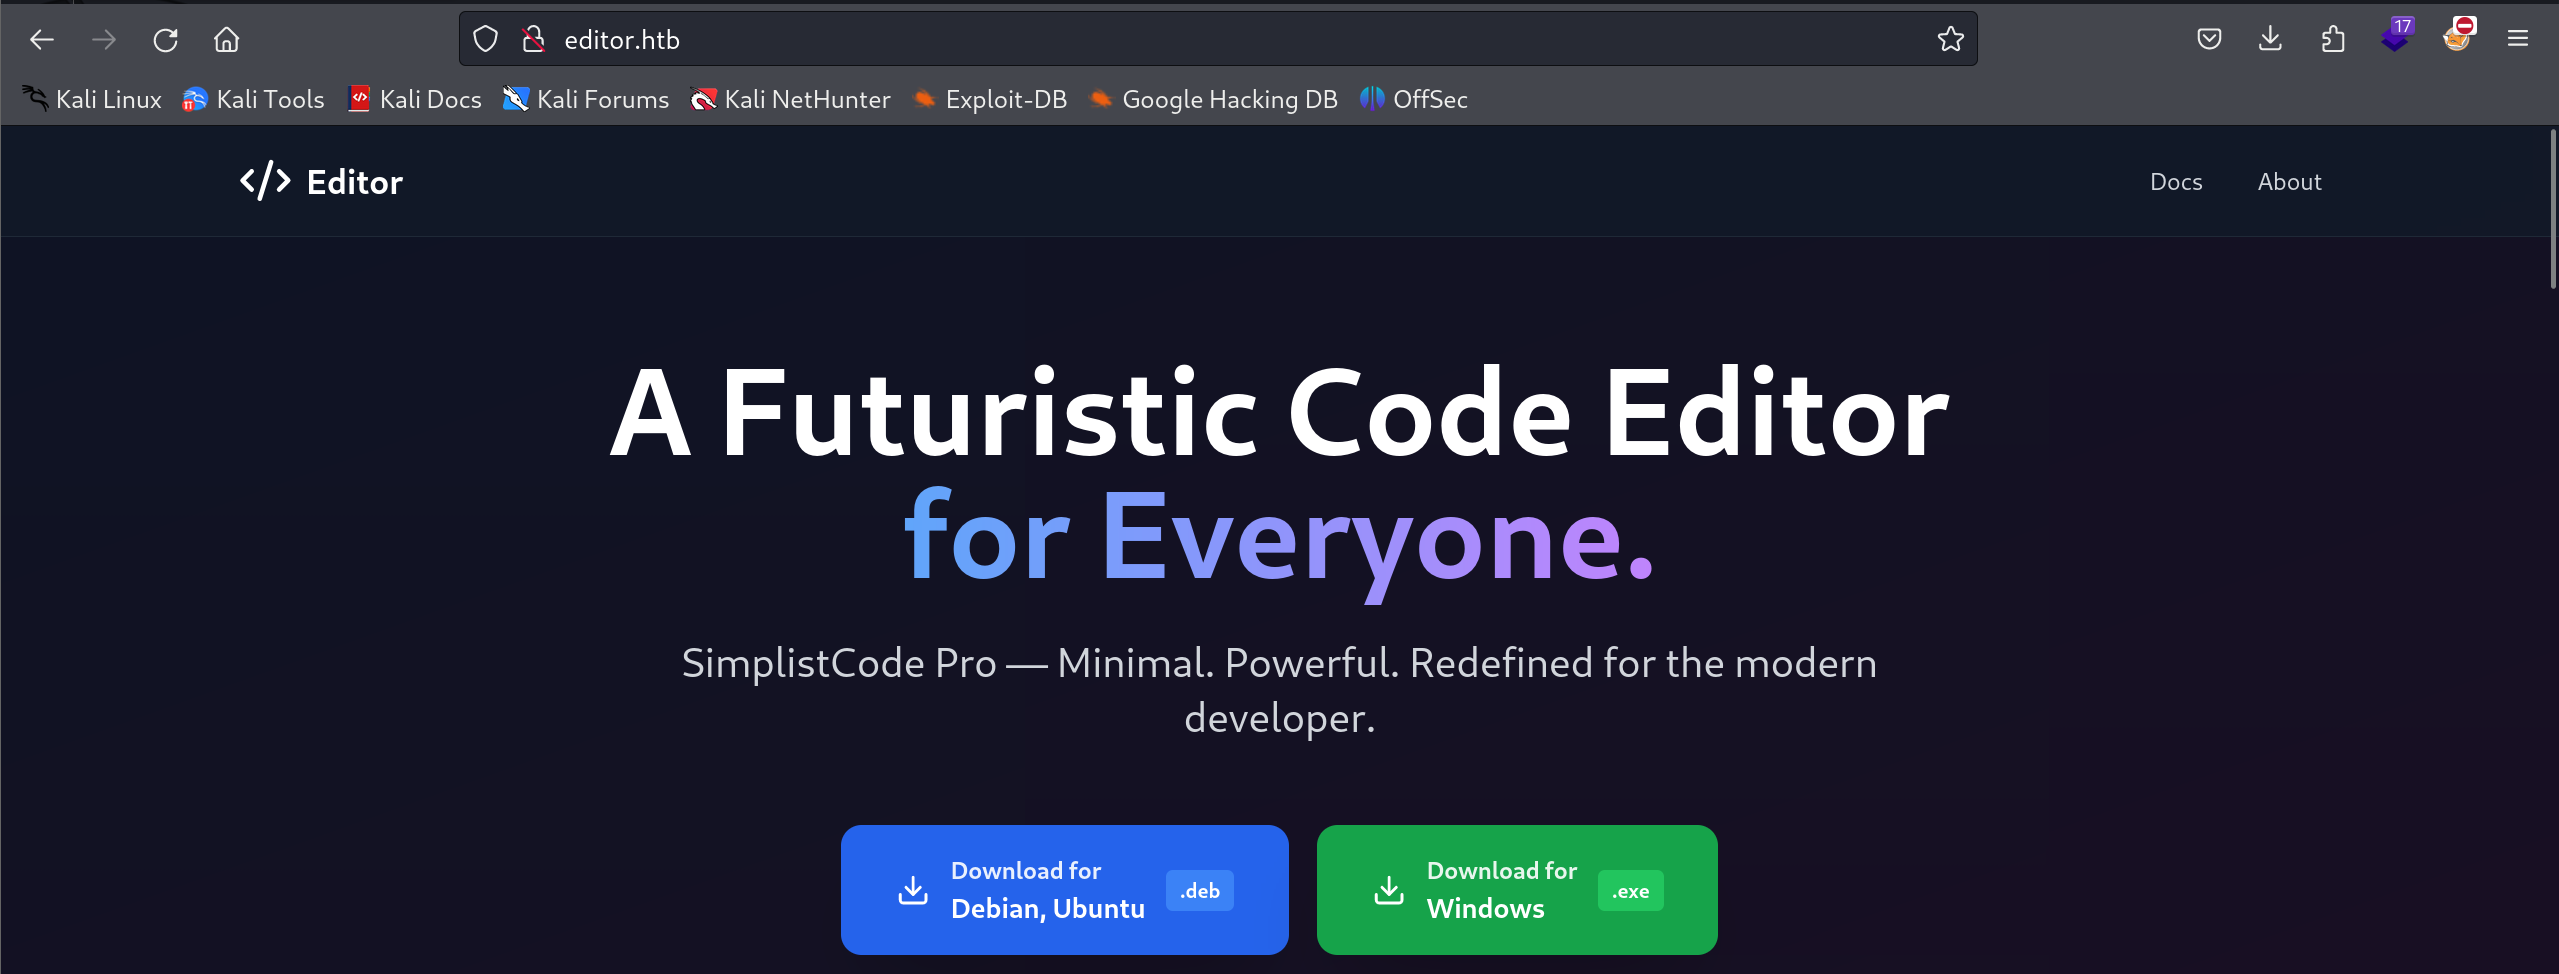 editor.htb
17
Kali Linux Kali Tools Kali Docs Kali Forums Kali NetHunter Exploit-DB Google Hacking DB OffSec
</> Editor Docs About
A Futuristic Code Editor
for Everyone.
SimplistCode Pro — Minimal. Powerful. Redefined for the modern
developer.
Download for
Debian, Ubuntu
.deb
Download for
Windows
.exe